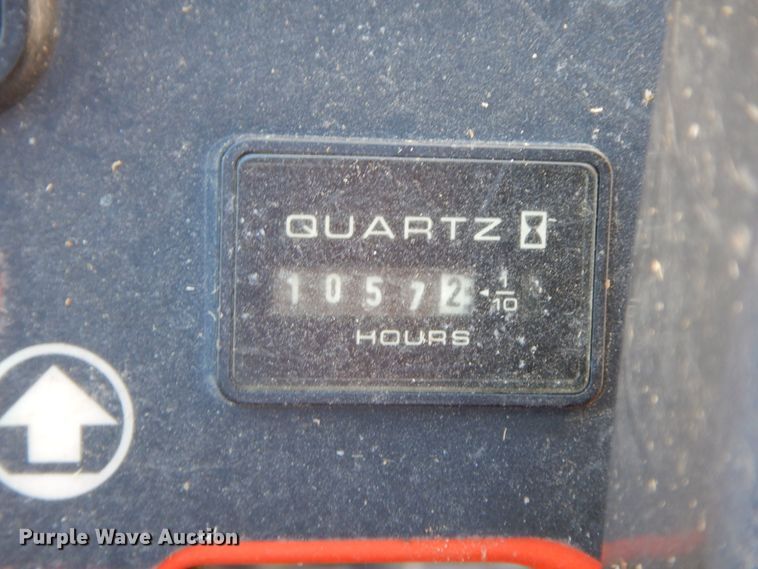 QUARTZ
1 0 5 7 2 1/10
HOURS
Purple Wave Auction